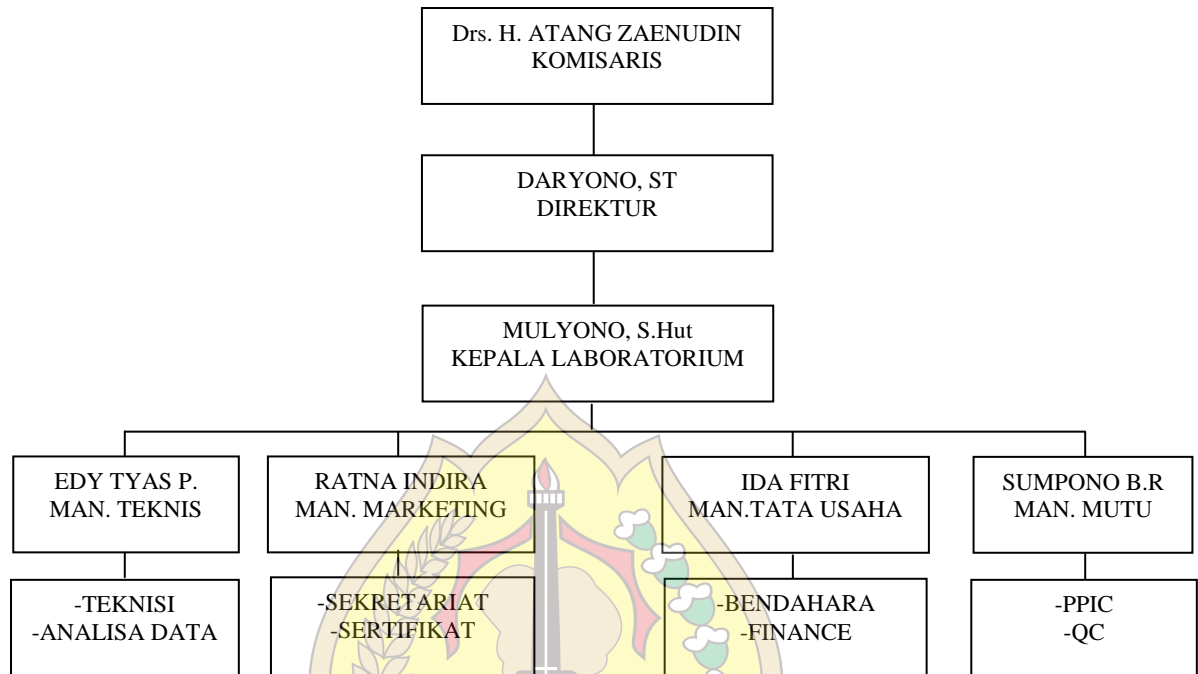 Drs. H. ATANG ZAENUDIN
KOMISARIS
DARYONO, ST
DIREKTUR
MULYONO, S.Hut
KEPALA LABORATORIUM
EDY TYAS P.
MAN. TEKNIS
RATNA INDIRA
MAN. MARKETING
IDA FITRI
MAN.TATA USAHA
SUMPONO B.R
MAN. MUTU
-TEKNISI
-ANALISA DATA
-SEKRETARIAT
-SERTIFIKAT
-BENDAHARA
-FINANCE
-PPIC
-QC